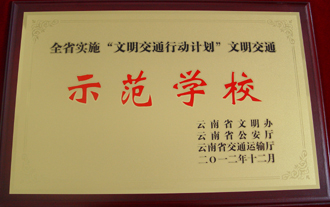 全省实施“文明交通行动计划”文明交通
示范学校
云南省文明办
云南省公安厅
云南省交通运输厅
二〇一二年十二月